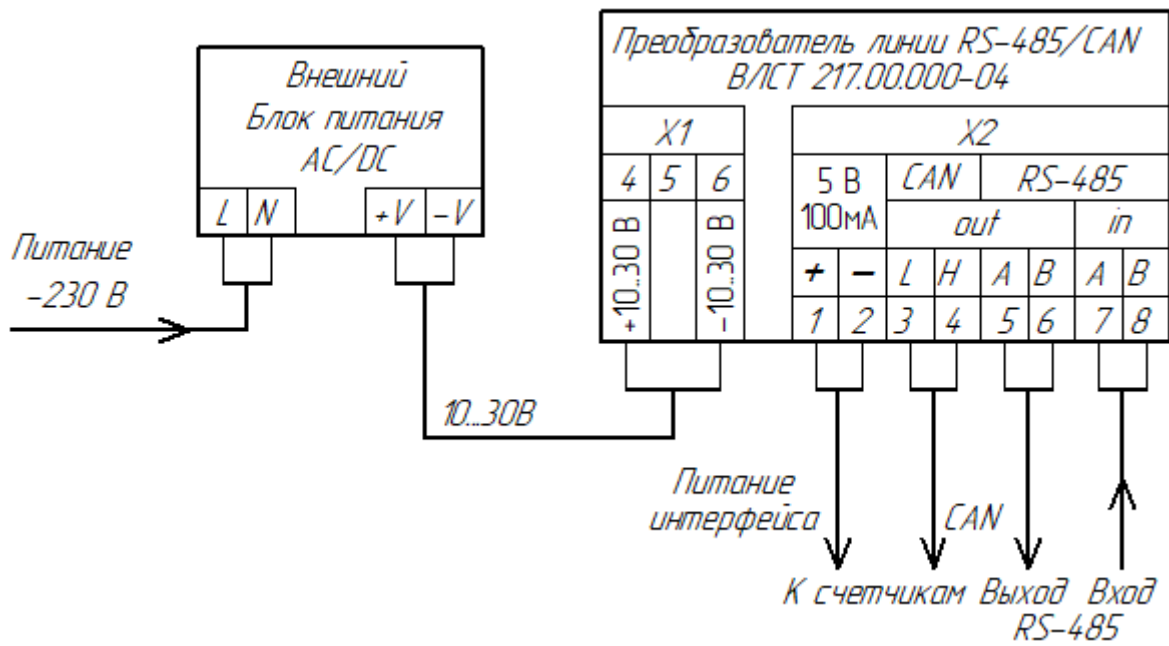 Внешний
Блок питания
AC/DC
L N +V -V
Питание
~230 В
10...30В
Преобразователь линии RS-485/CAN
ВЛСТ 217.00.000-04
X1 X2
4 5 6
+10..30 В
-10..30 В
5 В CAN RS-485
100мА out in
+ - L H A B A B
1 2 3 4 5 6 7 8
Питание
интерфейса
CAN
К счетчикам Выход Вход
RS-485